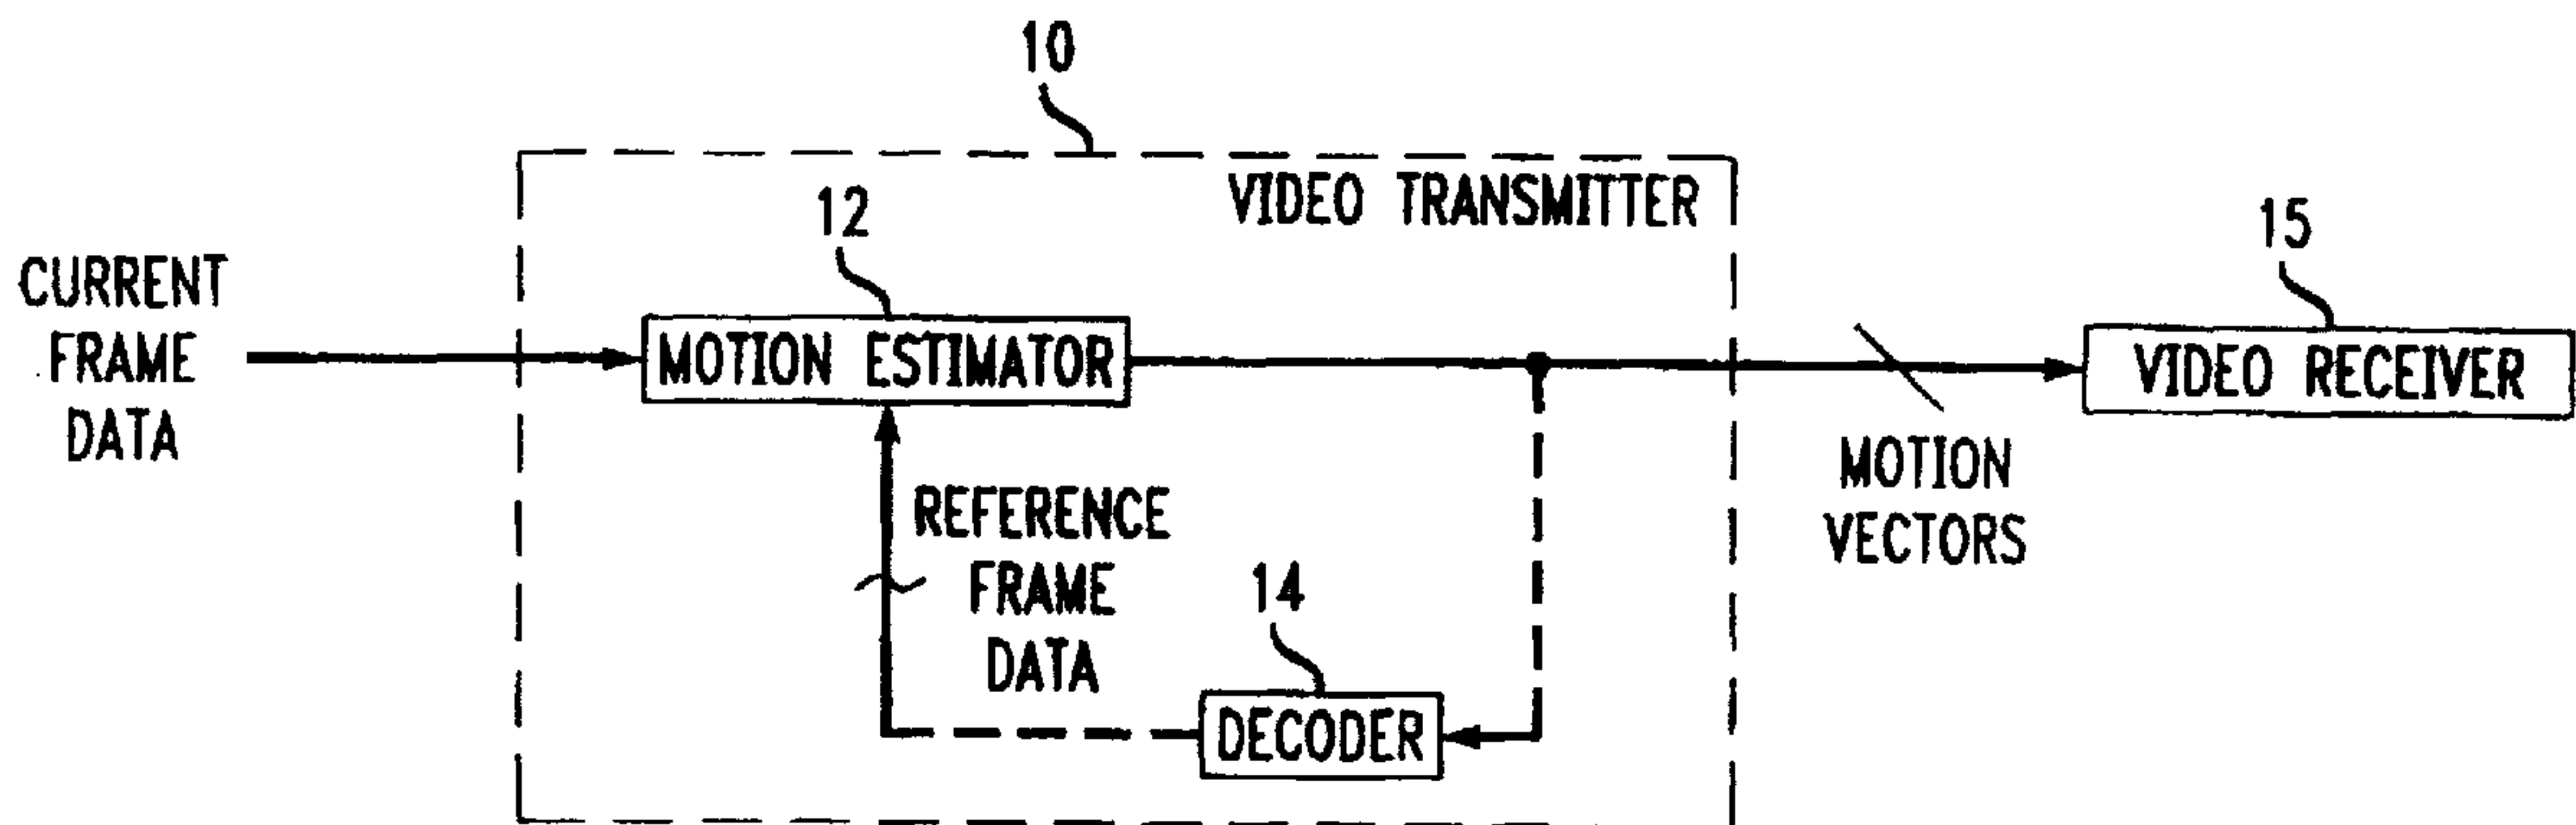 10
VIDEO TRANSMITTER
12
15
CURRENT
FRAME
DATA
MOTION ESTIMATOR
VIDEO RECEIVER
MOTION
VECTORS
REFERENCE
FRAME
DATA
14
DECODER